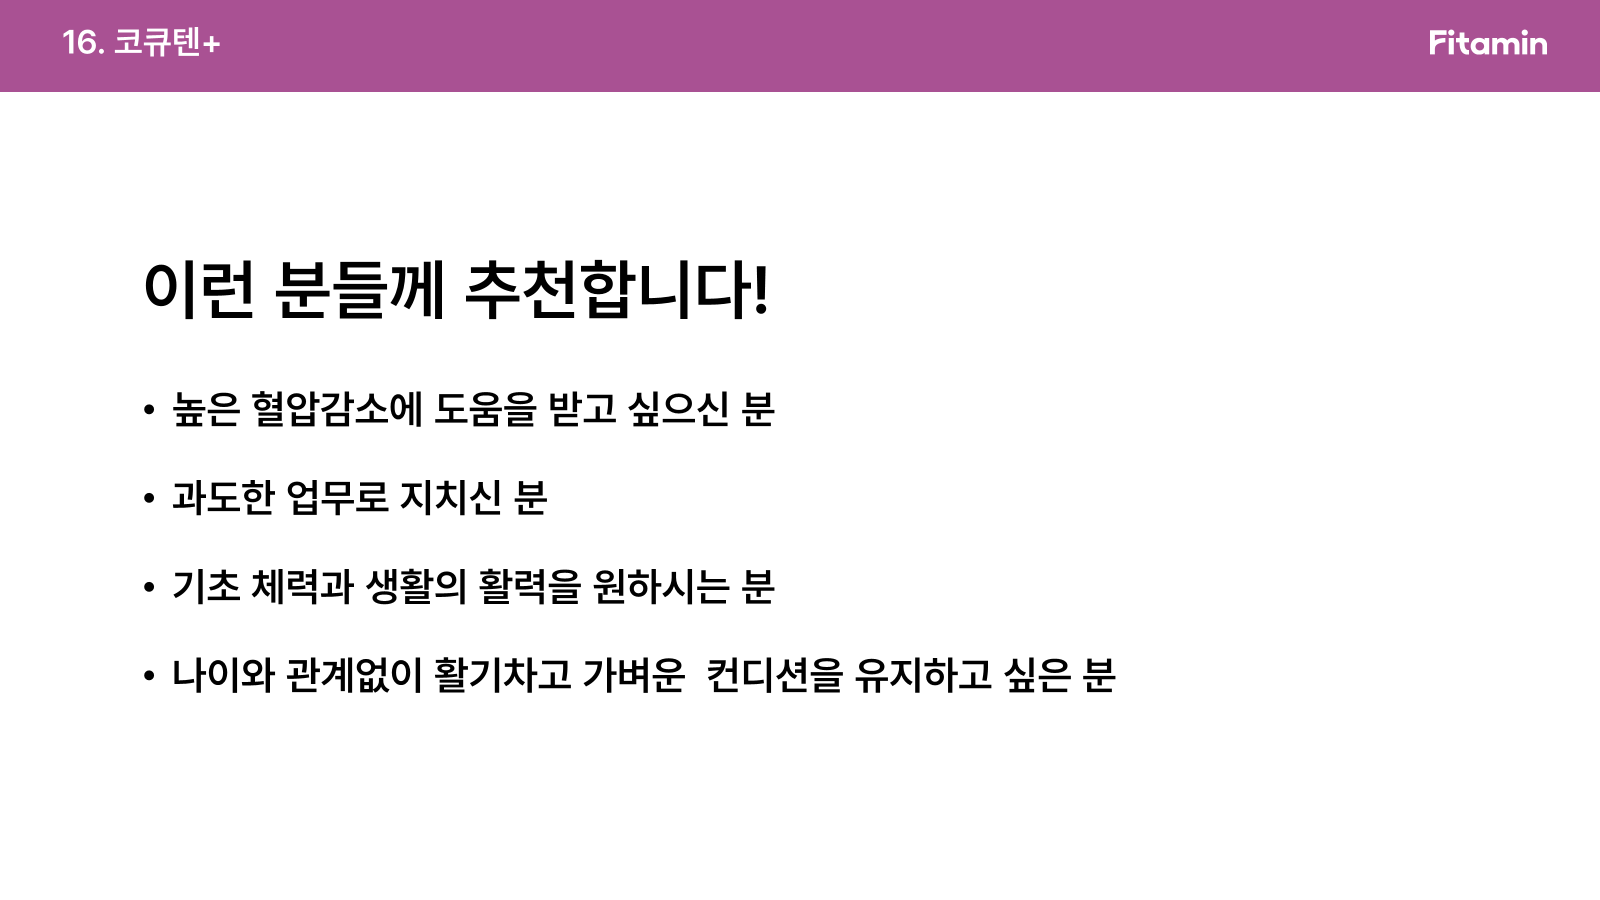 16. 코큐텐+
Fitamin
이런 분들께 추천합니다!
• 높은 혈압감소에 도움을 받고 싶으신 분
• 과도한 업무로 지치신 분
• 기초 체력과 생활의 활력을 원하시는 분
• 나이와 관계없이 활기차고 가벼운  컨디션을 유지하고 싶은 분